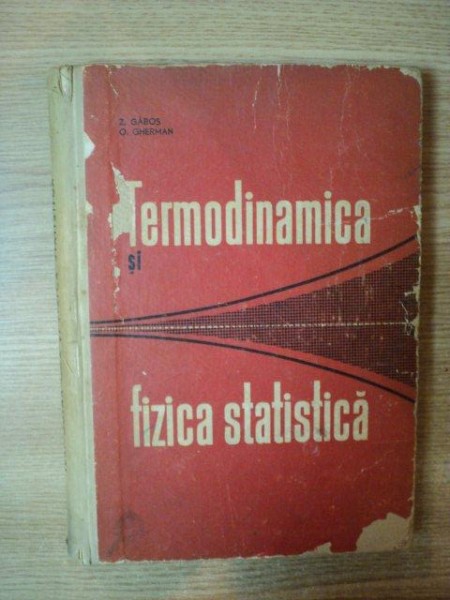 Z. GÁBOS
O. GHERMAN
Termodinamica
și
fizica statistică